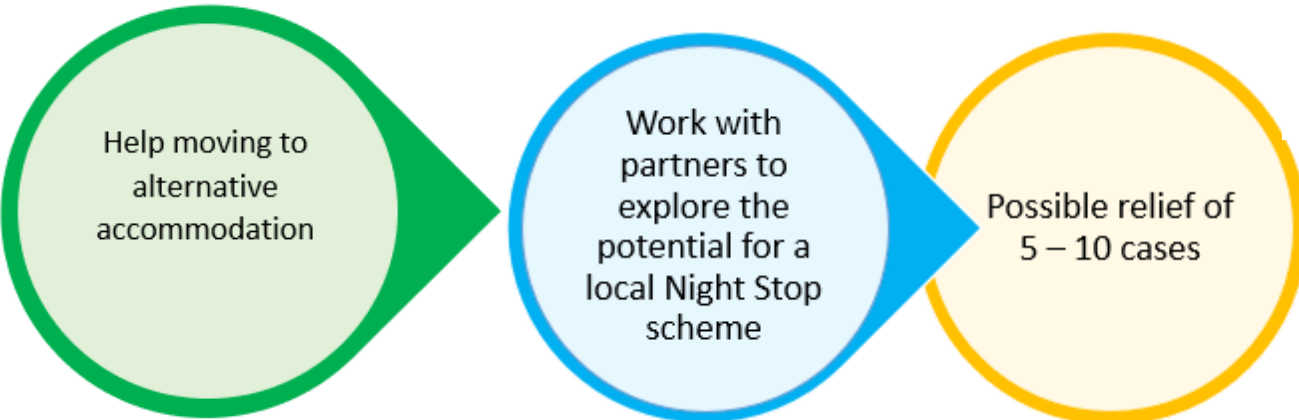 Help moving to
alternative
accommodation
Work with
partners to
explore the
potential for a
local Night Stop
scheme
Possible relief of
5 – 10 cases